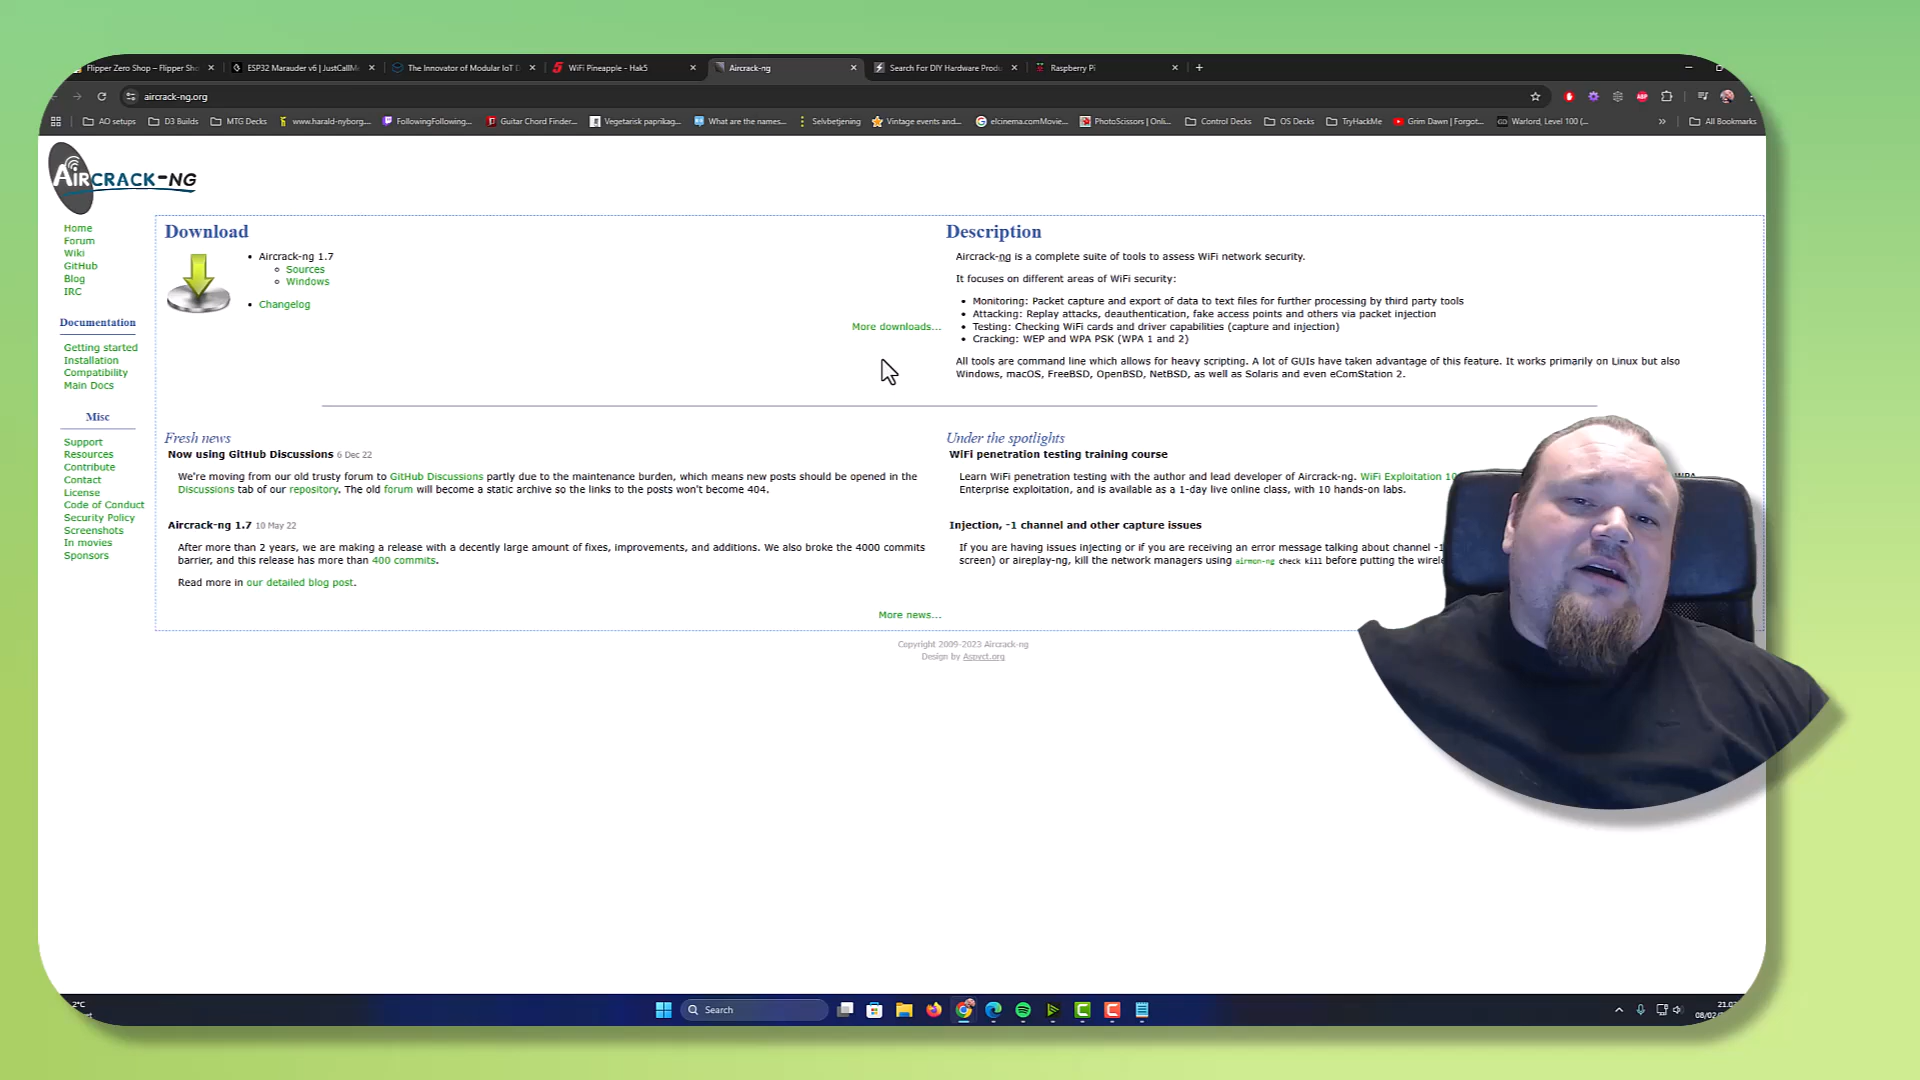 Flipper Zero Shop – Flipper Sho
ESP32 Marauder v6 | JustCallMe
The Innovator of Modular IoT D
WiFi Pineapple - Hak5
Aircrack-ng
Search For DIY Hardware Produ
Raspberry Pi
aircrack-ng.org
AO setups
D3 Builds
MTG Decks
www.harald-nyborg....
FollowingFollowing...
Guitar Chord Finder...
Vegetarisk paprikag...
What are the names...
Selvbetjening
Vintage events and...
elcinema.comMovie...
PhotoScissors | Onli...
Control Decks
OS Decks
TryHackMe
Grim Dawn | Forgot...
Warlord, Level 100 (...
All Bookmarks
AIRCRACK-NG
Home
Forum
Wiki
GitHub
Blog
IRC
Documentation
Getting started
Installation
Compatibility
Main Docs
Misc
Support
Resources
Contribute
Contact
License
Code of Conduct
Security Policy
Screenshots
In movies
Sponsors
Download
Aircrack-ng 1.7
Sources
Windows
Changelog
More downloads...
Description
Aircrack-ng is a complete suite of tools to assess WiFi network security.
It focuses on different areas of WiFi security:
Monitoring: Packet capture and export of data to text files for further processing by third party tools
Attacking: Replay attacks, deauthentication, fake access points and others via packet injection
Testing: Checking WiFi cards and driver capabilities (capture and injection)
Cracking: WEP and WPA PSK (WPA 1 and 2)
All tools are command line which allows for heavy scripting. A lot of GUIs have taken advantage of this feature. It works primarily on Linux but also
Windows, macOS, FreeBSD, OpenBSD, NetBSD, as well as Solaris and even eComStation 2.
Fresh news
Now using GitHub Discussions 6 Dec 22
We're moving from our old trusty forum to GitHub Discussions partly due to the maintenance burden, which means new posts should be opened in the
Discussions tab of our repository. The old forum will become a static archive so the links to the posts won't become 404.
Aircrack-ng 1.7 10 May 22
After more than 2 years, we are making a release with a decently large amount of fixes, improvements, and additions. We also broke the 4000 commits
barrier, and this release has more than 400 commits.
Read more in our detailed blog post.
More news...
Under the spotlights
WiFi penetration testing training course
Learn WiFi penetration testing with the author and lead developer of Aircrack-ng. WiFi Exploitation 10
Enterprise exploitation, and is available as a 1-day live online class, with 10 hands-on labs.
Injection, -1 channel and other capture issues
If you are having issues injecting or if you are receiving an error message talking about channel -1
screen) or aireplay-ng, kill the network managers using airmon-ng check kill before putting the wirele
Copyright 2009-2023 Aircrack-ng
Design by Aspyct.org
2°C
Search
21.0
08/02/